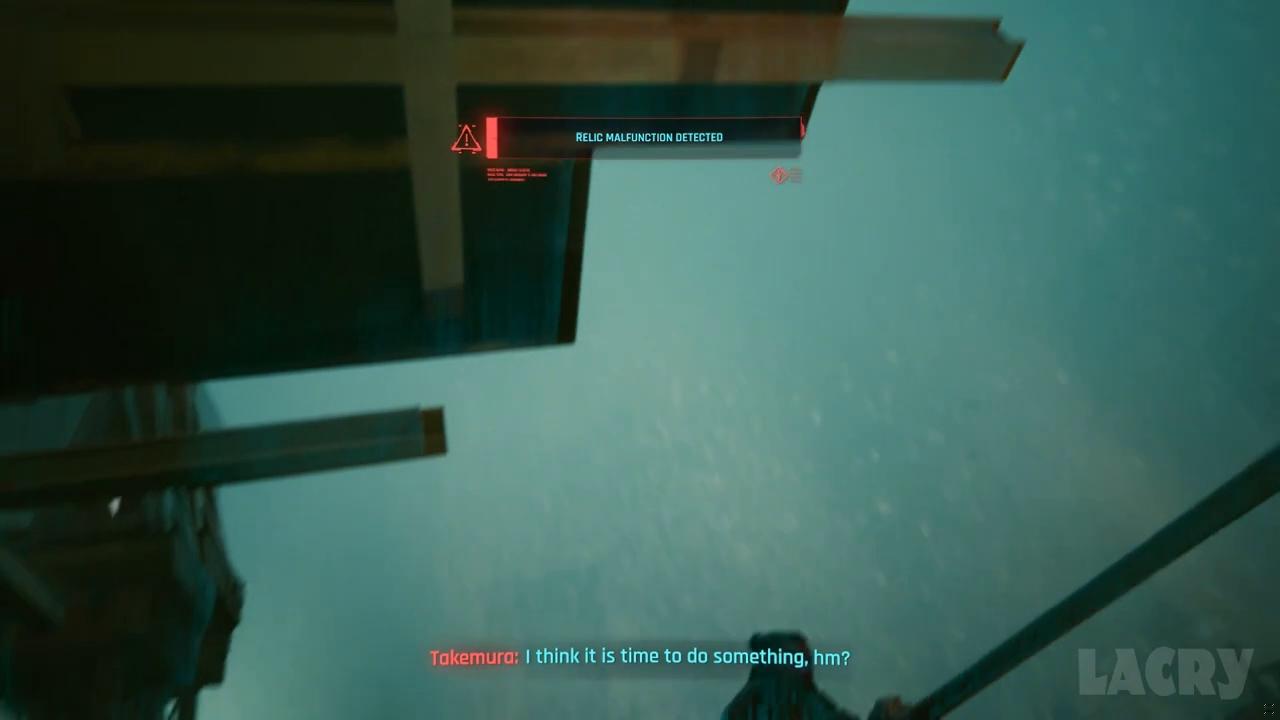 RELIC MALFUNCTION DETECTED
Takemura: I think it is time to do something, hm?
LACRY